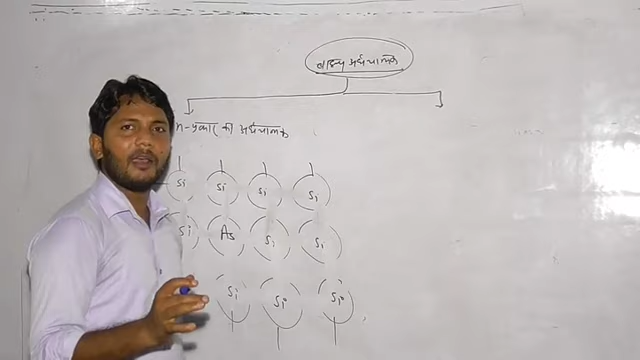 बाह्य अर्धचालक
n-प्रकार की अर्धचालक
Si Si Si Si
Si As Si Si
Si Si Si